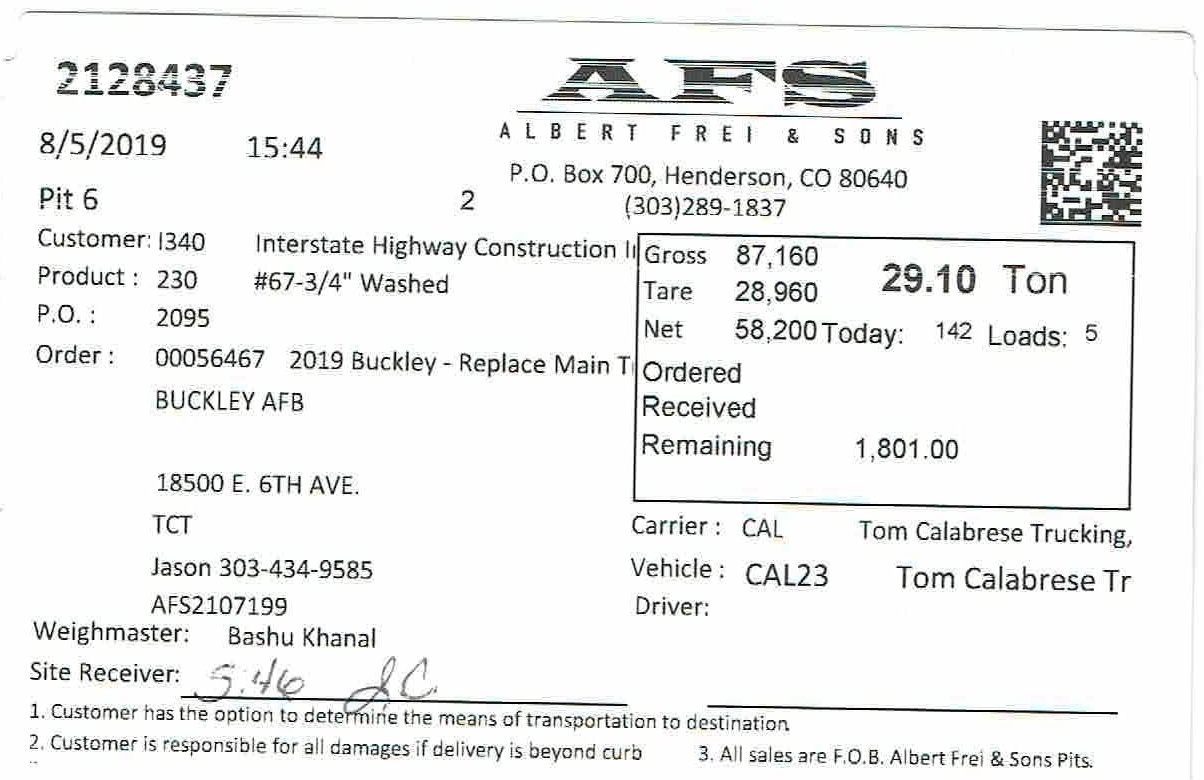 2128437
AFS
ALBERT FREI & SONS
8/5/2019 15:44
P.O. Box 700, Henderson, CO 80640
Pit 6 2 (303)289-1837
Customer: I340 Interstate Highway Construction I
Product : 230 #67-3/4" Washed
P.O. : 2095
Order : 00056467 2019 Buckley - Replace Main T
BUCKLEY AFB
18500 E. 6TH AVE.
TCT
Jason 303-434-9585
AFS2107199
Gross 87,160 29.10 Ton
Tare 28,960
Net 58,200 Today: 142 Loads: 5
Ordered
Received
Remaining 1,801.00
Carrier : CAL Tom Calabrese Trucking,
Vehicle : CAL23 Tom Calabrese Tr
Driver:
Weighmaster: Bashu Khanal
Site Receiver: 5:46 JC.
1. Customer has the option to determine the means of transportation to destination
2. Customer is responsible for all damages if delivery is beyond curb 3. All sales are F.O.B. Albert Frei & Sons Pits.